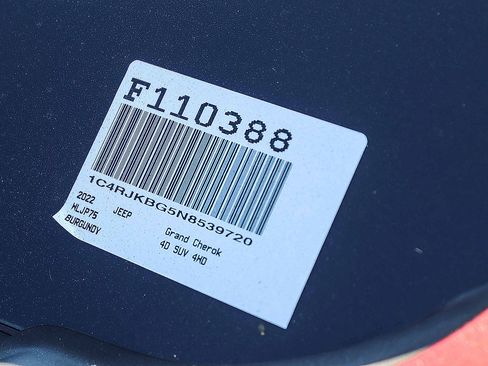 F110388
1C4RJKBG5N8539720
2022 JEEP Grand Cherok
WLJP75 4D SUV 4WD
BURGUNDY